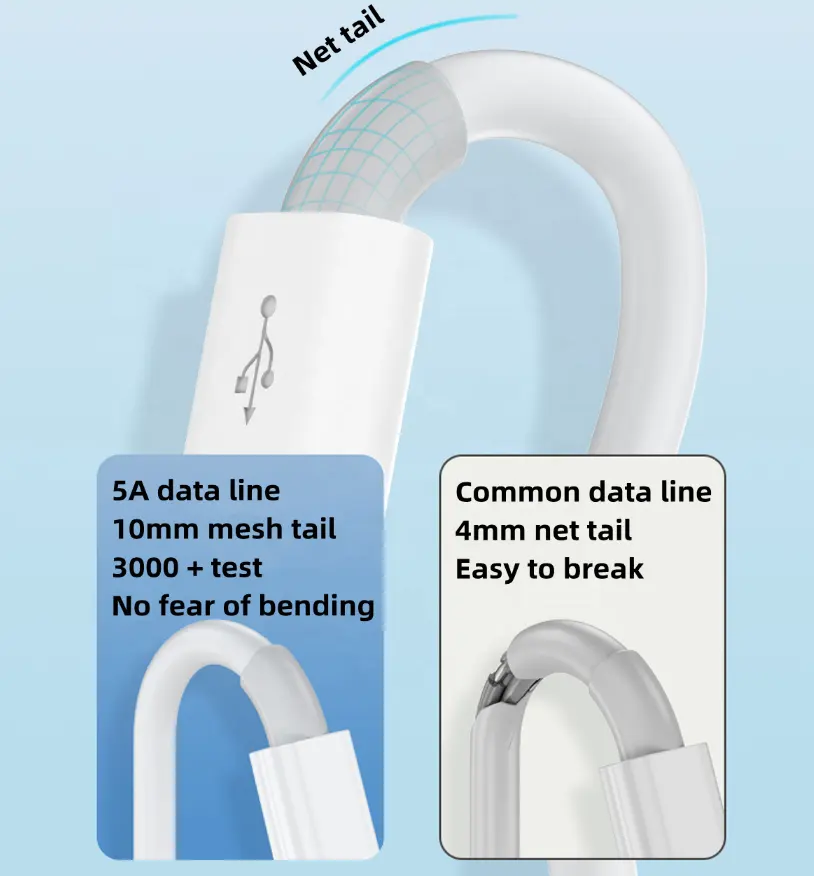 Net tail
5A data line
10mm mesh tail
3000 + test
No fear of bending
Common data line
4mm net tail
Easy to break